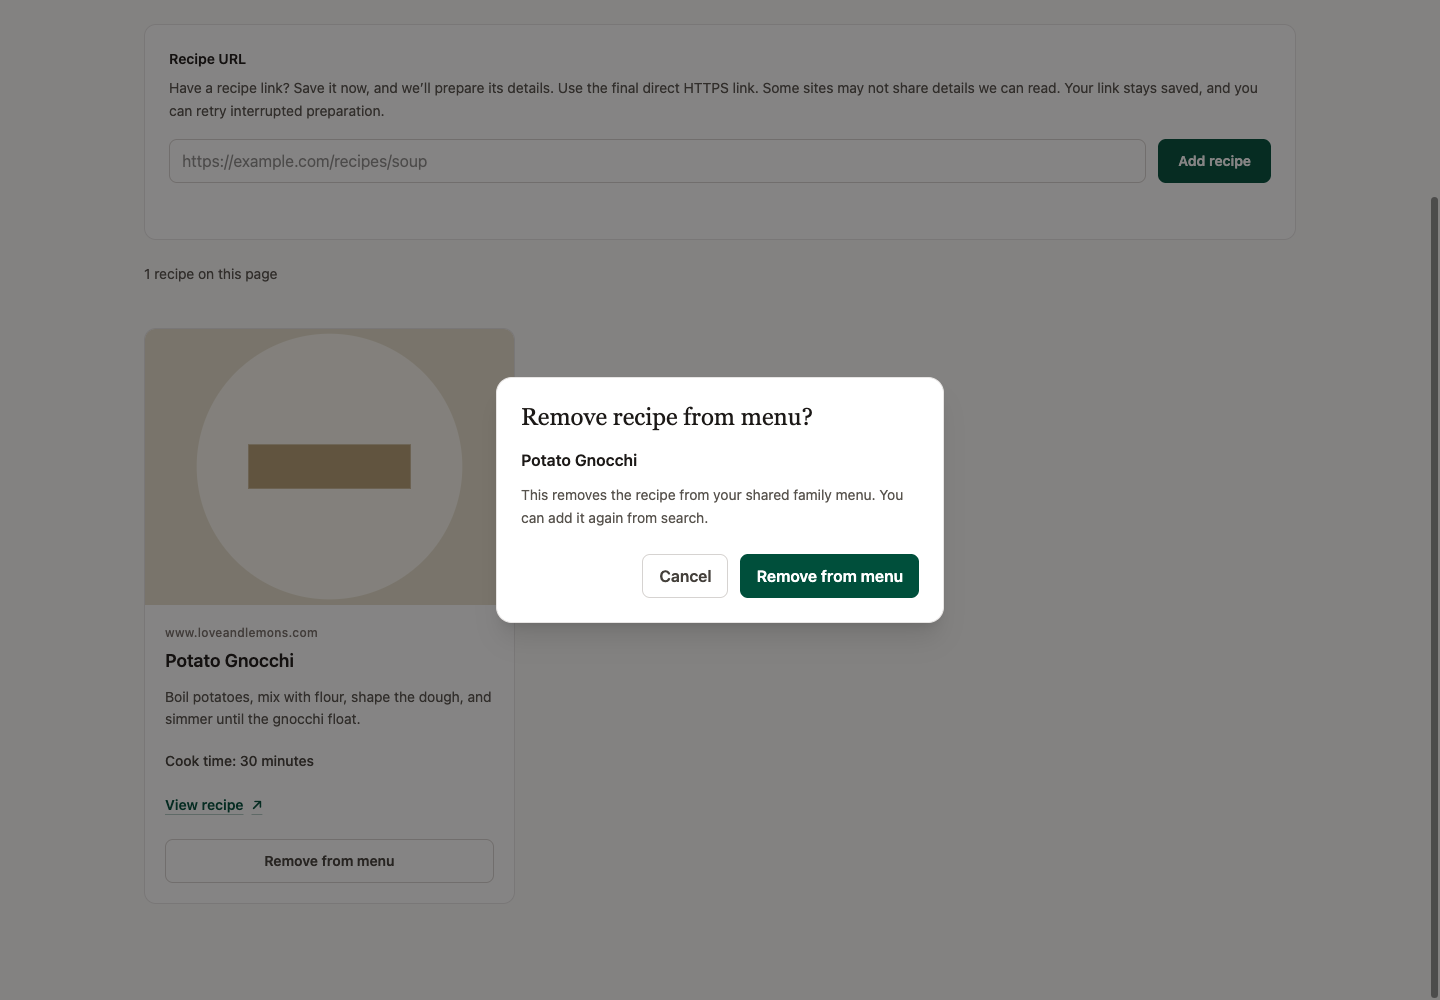 Recipe URL
Have a recipe link? Save it now, and we’ll prepare its details. Use the final direct HTTPS link. Some sites may not share details we can read. Your link stays saved, and you
can retry interrupted preparation.
https://example.com/recipes/soup
Add recipe
1 recipe on this page
Remove recipe from menu?
Potato Gnocchi
This removes the recipe from your shared family menu. You
can add it again from search.
Cancel
Remove from menu
www.loveandlemons.com
Potato Gnocchi
Boil potatoes, mix with flour, shape the dough, and
simmer until the gnocchi float.
Cook time: 30 minutes
View recipe ↗
Remove from menu